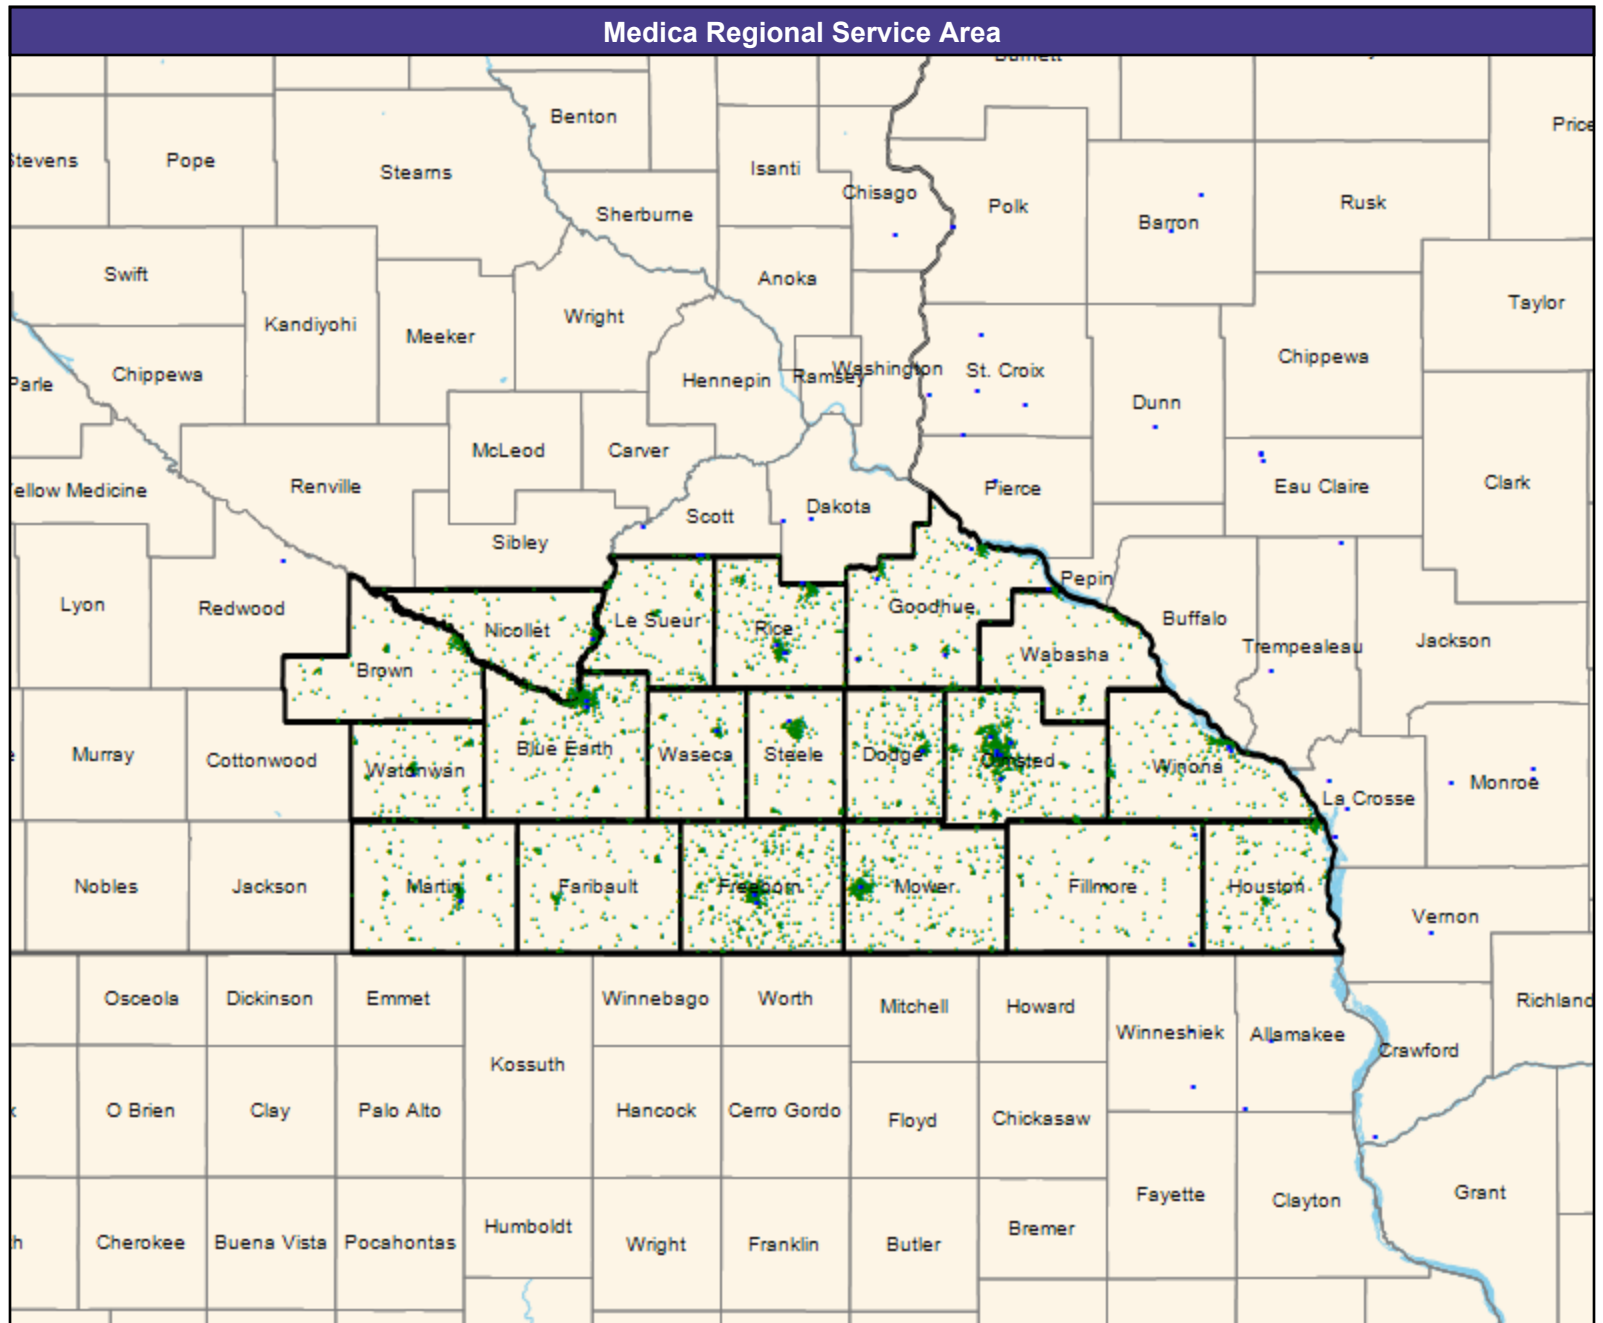 Medica Regional Service Area
Burnett
Benton
Price
Stevens
Pope
Stearns
Isanti
Chisago
Polk
Barron
Rusk
Sherburne
Swift
Anoka
Taylor
Kandiyohi
Wright
Meeker
Chippewa
Parle
Chippewa
Hennepin
Ramsey
Washington
St. Croix
Dunn
McLeod
Carver
Renville
ellow Medicine
Clark
Eau Claire
Pierce
Dakota
Scott
Sibley
Pepin
Lyon
Redwood
Nicollet
Le Sueur
Rice
Goodhue
Buffalo
Trempealeau
Jackson
Wabasha
Brown
Murray
Cottonwood
Watonwan
Blue Earth
Waseca
Steele
Dodge
Olmsted
Winona
La Crosse
Monroe
Nobles
Jackson
Martin
Faribault
Freeborn
Mower
Fillmore
Houston
Vernon
Osceola
Dickinson
Emmet
Winnebago
Worth
Mitchell
Howard
Richland
Winneshiek
Allamakee
Crawford
Kossuth
O Brien
Clay
Palo Alto
Hancock
Cerro Gordo
Floyd
Chickasaw
Fayette
Clayton
Grant
Cherokee
Buena Vista
Pocahontas
Humboldt
Wright
Franklin
Butler
Bremer